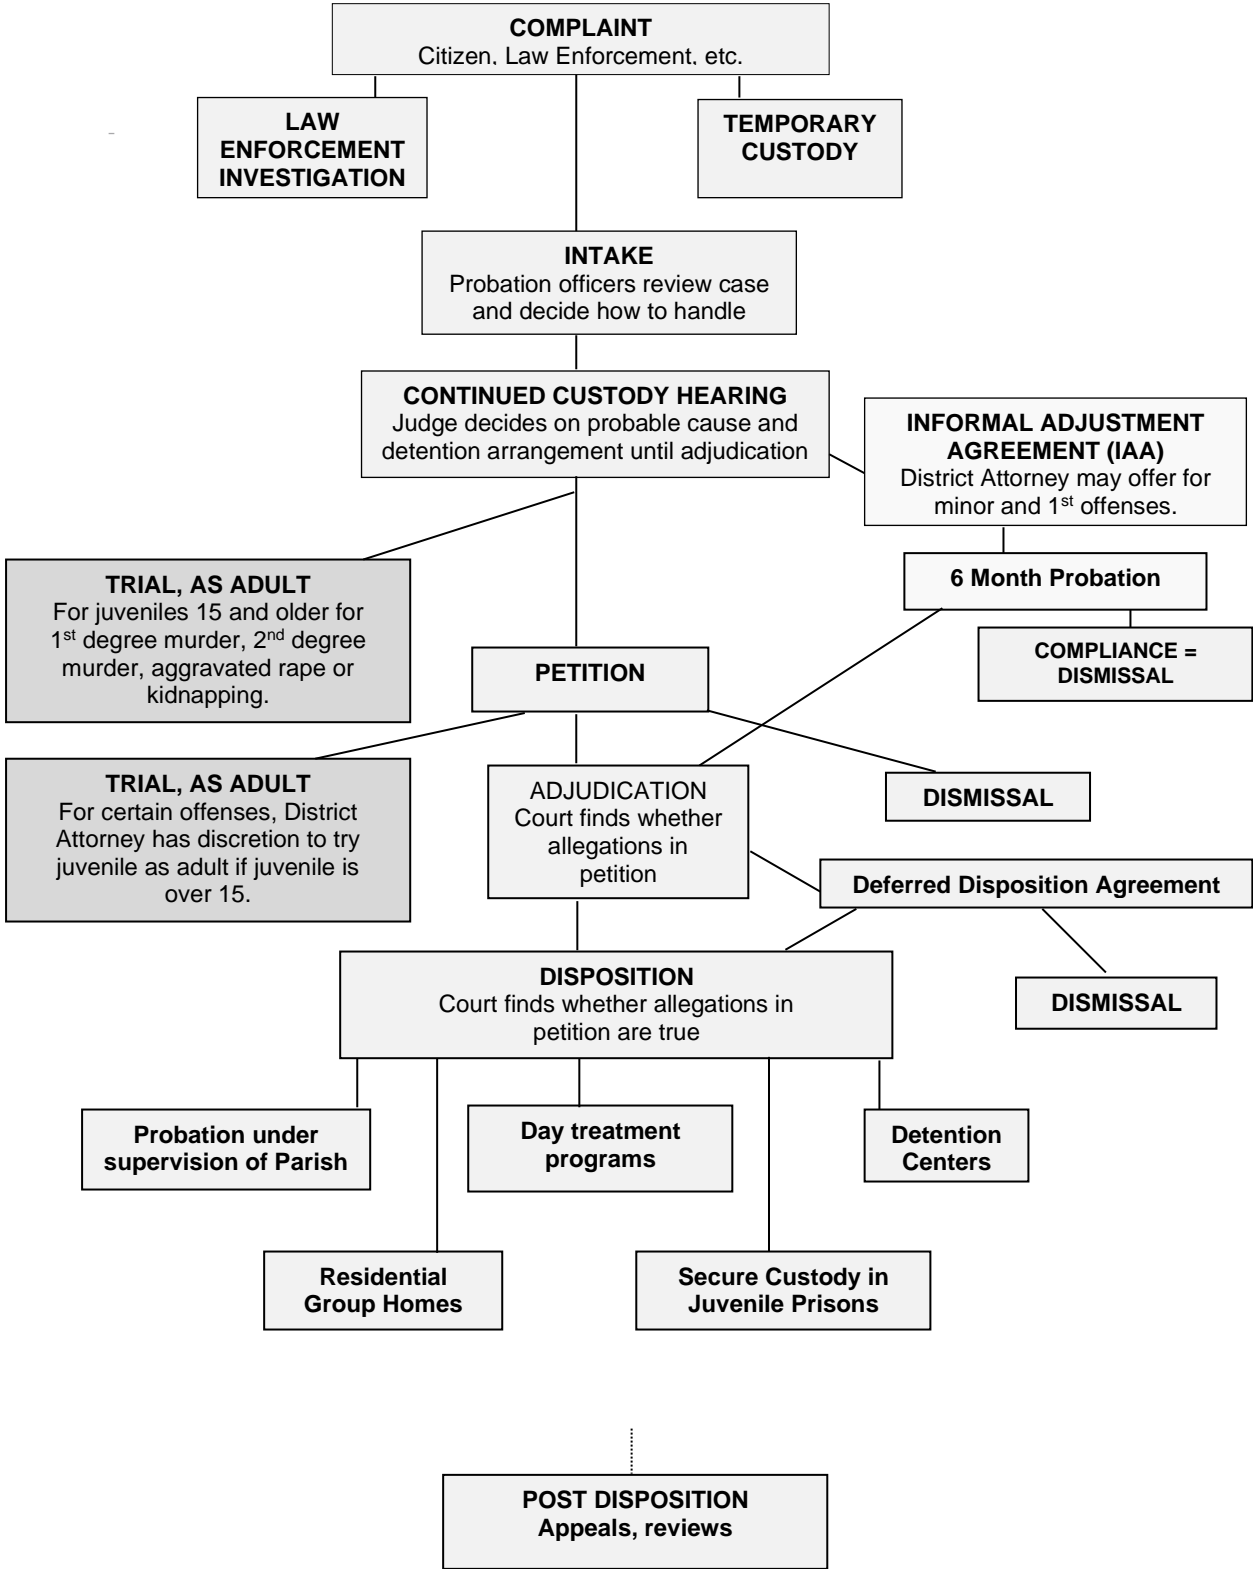 COMPLAINT
Citizen, Law Enforcement, etc.
LAW
ENFORCEMENT
INVESTIGATION
TEMPORARY
CUSTODY
INTAKE
Probation officers review case
and decide how to handle
CONTINUED CUSTODY HEARING
Judge decides on probable cause and
detention arrangement until adjudication
INFORMAL ADJUSTMENT
AGREEMENT (IAA)
District Attorney may offer for
minor and 1st offenses.
6 Month Probation
COMPLIANCE =
DISMISSAL
TRIAL, AS ADULT
For juveniles 15 and older for
1st degree murder, 2nd degree
murder, aggravated rape or
kidnapping.
PETITION
TRIAL, AS ADULT
For certain offenses, District
Attorney has discretion to try
juvenile as adult if juvenile is
over 15.
ADJUDICATION
Court finds whether
allegations in
petition
DISMISSAL
Deferred Disposition Agreement
DISMISSAL
DISPOSITION
Court finds whether allegations in
petition are true
Probation under
supervision of Parish
Day treatment
programs
Detention
Centers
Residential
Group Homes
Secure Custody in
Juvenile Prisons
POST DISPOSITION
Appeals, reviews